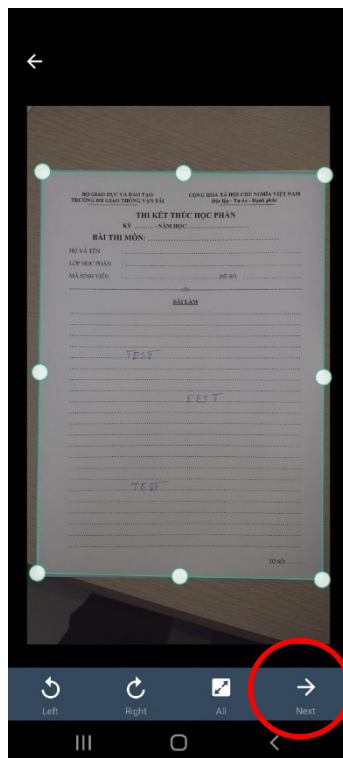 BỘ GIÁO DỤC VÀ ĐÀO TẠO
TRƯỜNG ĐH GIAO THÔNG VẬN TẢI
CỘNG HOÀ XÃ HỘI CHỦ NGHĨA VIỆT NAM
Độc lập - Tự do - Hạnh phúc
THI KẾT THÚC HỌC PHẦN
KỲ ............ - NĂM HỌC ............
BÀI THI MÔN: ............
HỌ VÀ TÊN ............
LỚP HỌC PHẦN ............
MÃ SINH VIÊN ............ ĐỀ SỐ ............
BÀI LÀM
TEST
TEST
TEST
TỜ SỐ: ............
Left Right All Next